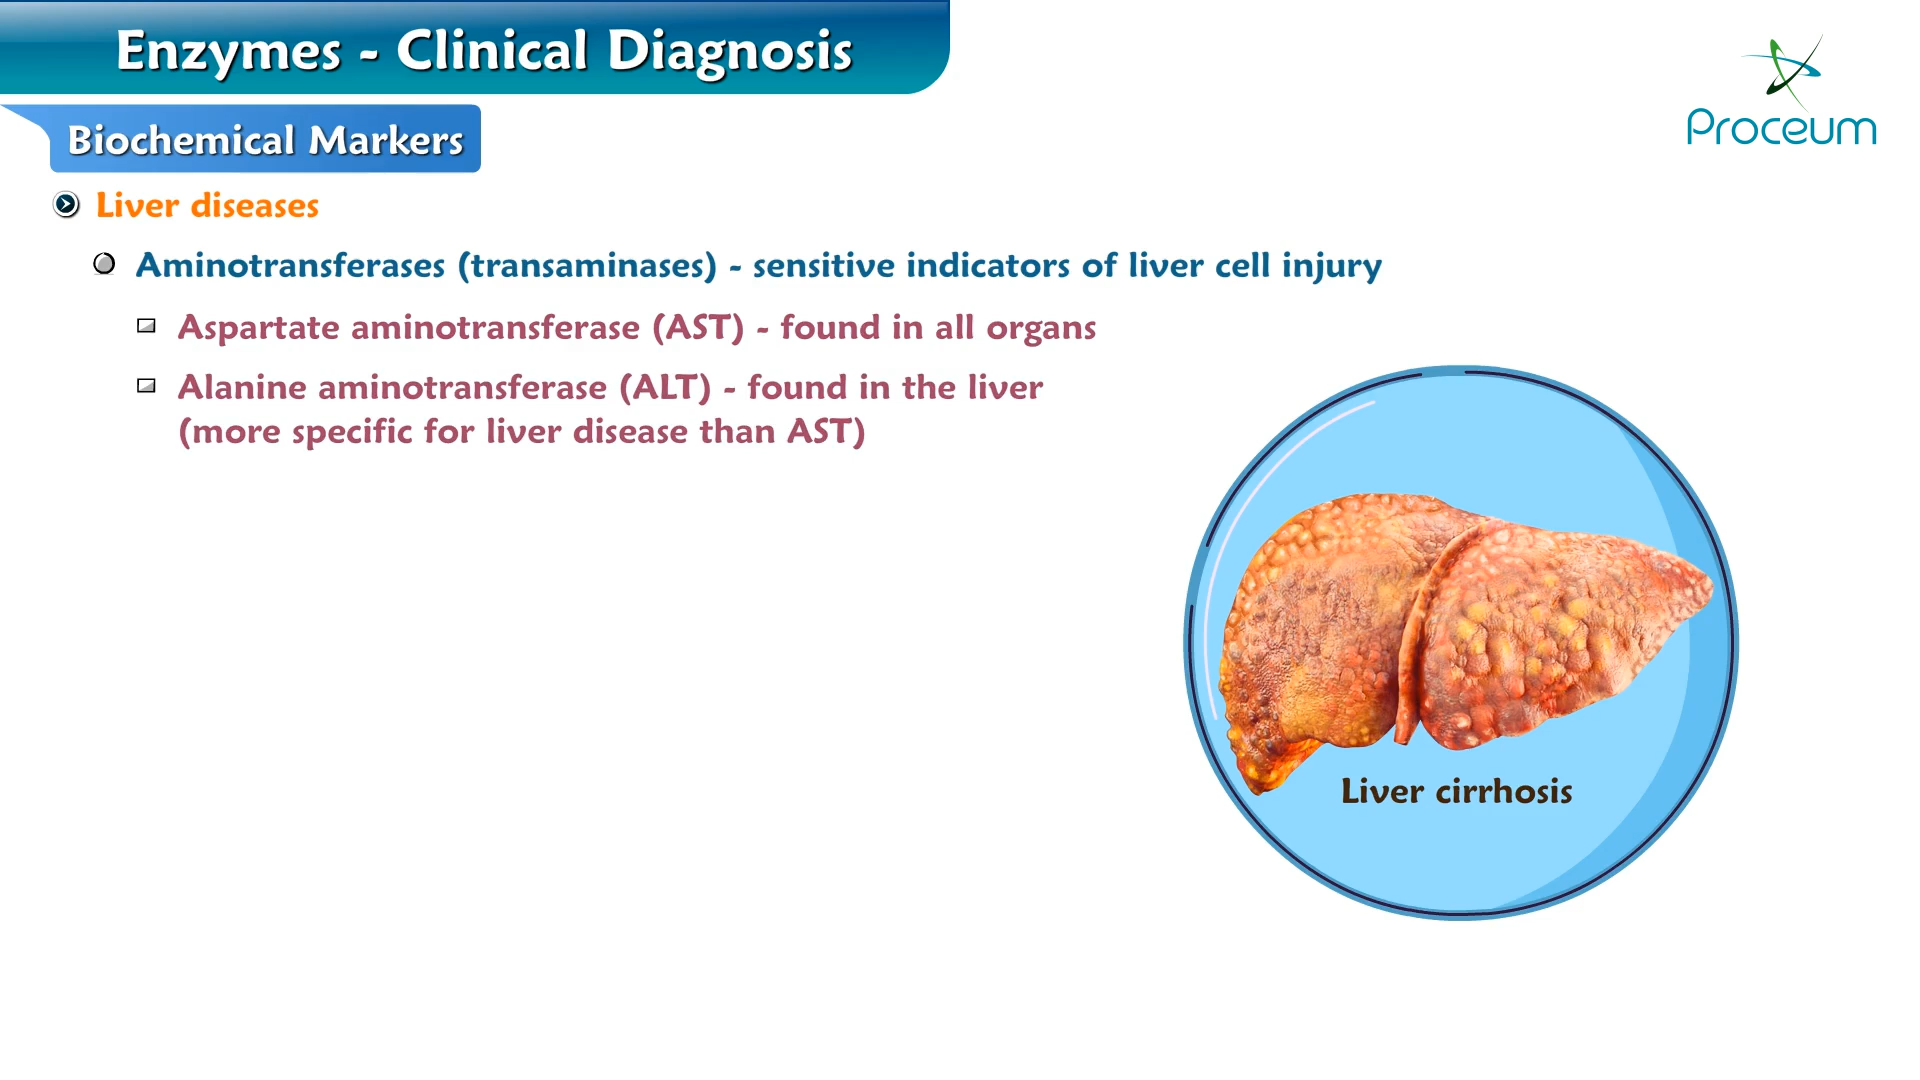 Enzymes - Clinical Diagnosis
Proceum
Biochemical Markers
Liver diseases
Aminotransferases (transaminases) - sensitive indicators of liver cell injury
Aspartate aminotransferase (AST) - found in all organs
Alanine aminotransferase (ALT) - found in the liver
(more specific for liver disease than AST)
Liver cirrhosis